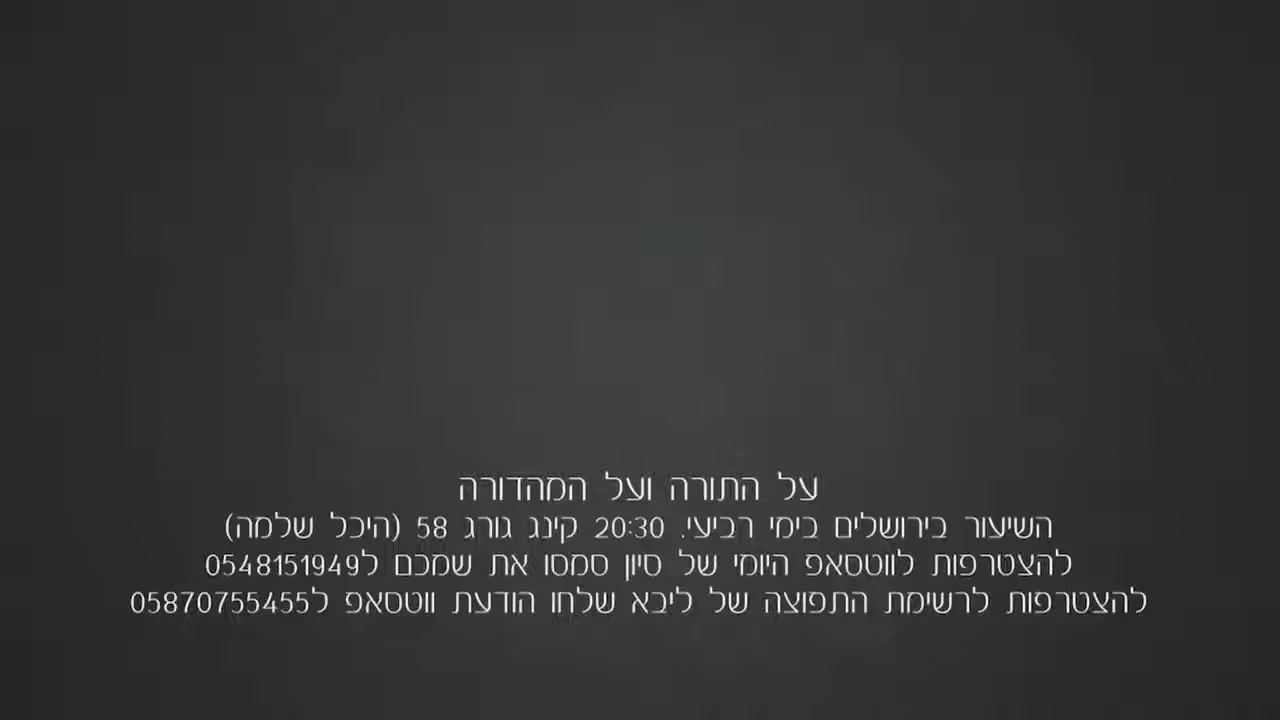 על התורה ועל המהדורה
השיעור בירושלים בימי רביעי. 20:30 קינג גורג 58 (היכל שלמה)
להצטרפות לווטסאפ היומי של סיון סמסו את שמכם ל0548151949
להצטרפות לרשימת התפוצה של ליבא שלחו הודעת ווטסאפ ל05870755455